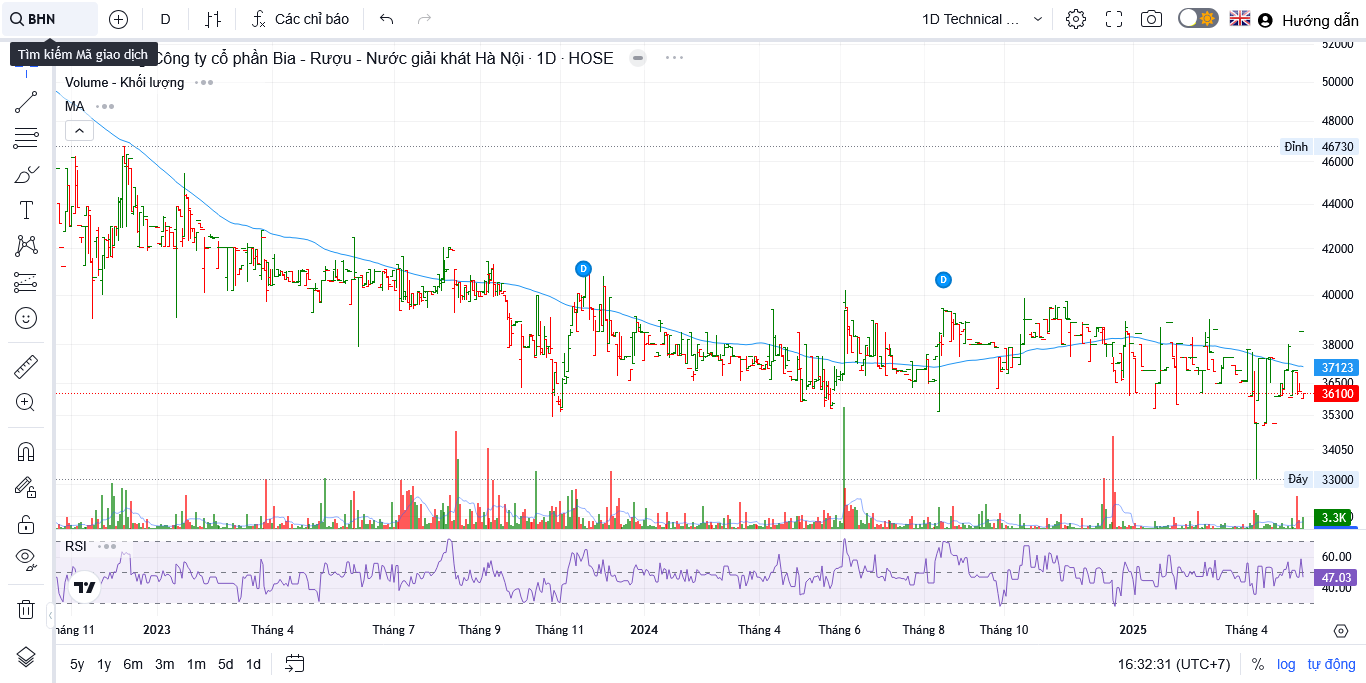 BHN
D
Các chỉ báo
1D Technical ...
Hướng dẫn
Tìm kiếm Mã giao dịch
Công ty cổ phần Bia - Rượu - Nước giải khát Hà Nội · 1D · HOSE
Volume - Khối lượng
MA
D
D
52000
50000
48000
Đỉnh 46730
46000
44000
42000
40000
38000
37123
36500
36100
35300
34050
Đáy 33000
3.3K
RSI
60.00
47.03
40.00
háng 11 2023 Tháng 4 Tháng 7 Tháng 9 Tháng 11 2024 Tháng 4 Tháng 6 Tháng 8 Tháng 10 2025 Tháng 4
5y 1y 6m 3m 1m 5d 1d
16:32:31 (UTC+7) % log tự động